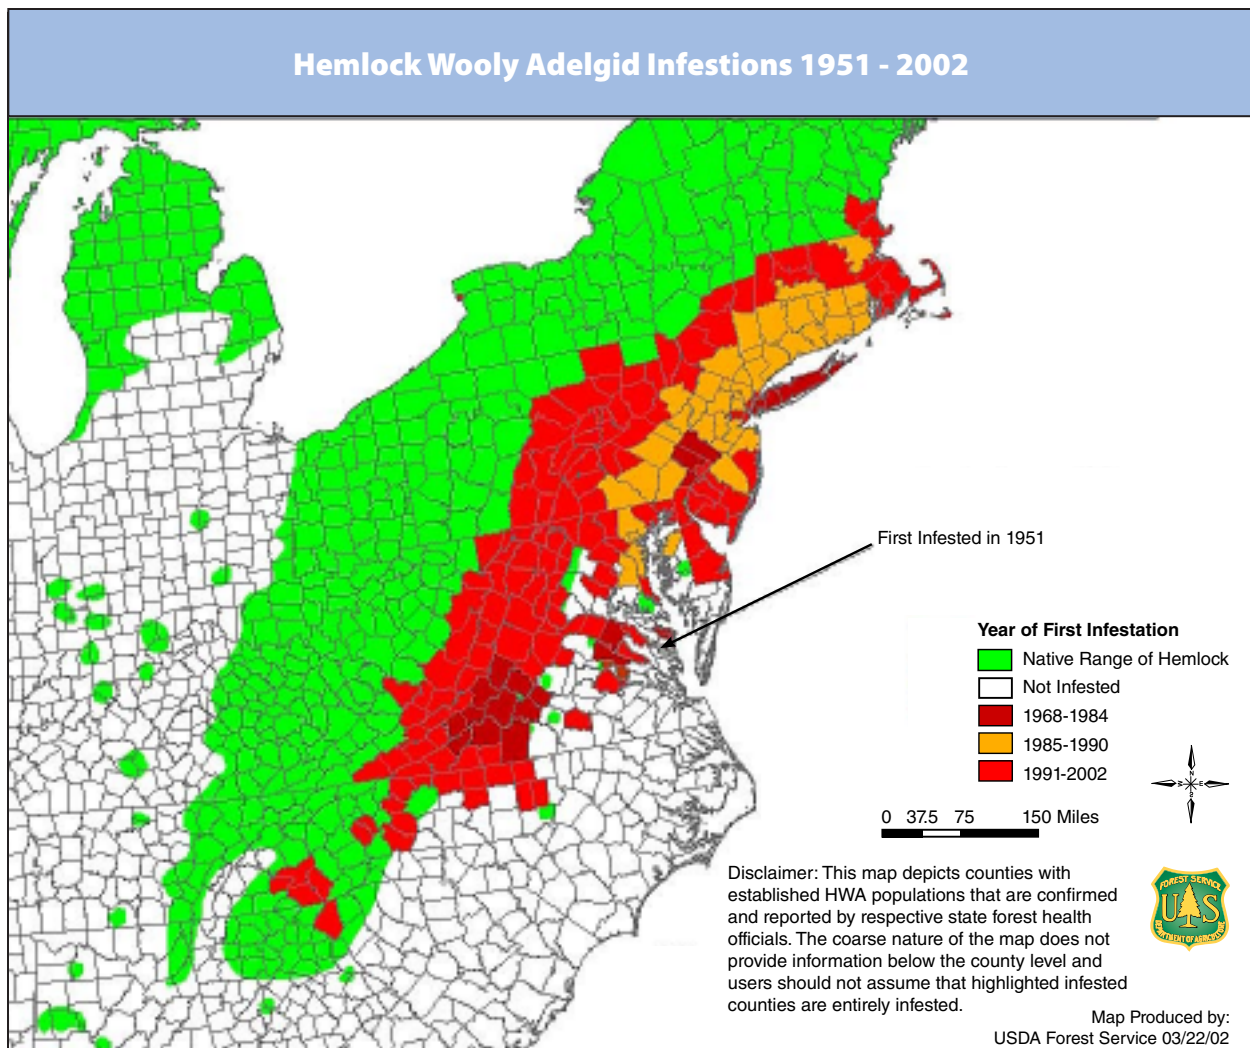 Hemlock Wooly Adelgid Infestions 1951 - 2002
First Infested in 1951
Year of First Infestation
Native Range of Hemlock
Not Infested
1968-1984
1985-1990
1991-2002
N
W E
S
0 37.5 75 150 Miles
Disclaimer: This map depicts counties with
established HWA populations that are confirmed
and reported by respective state forest health
officials. The coarse nature of the map does not
provide information below the county level and
users should not assume that highlighted infested
counties are entirely infested.
FOREST SERVICE
U S
DEPARTMENT OF AGRICULTURE
Map Produced by:
USDA Forest Service 03/22/02